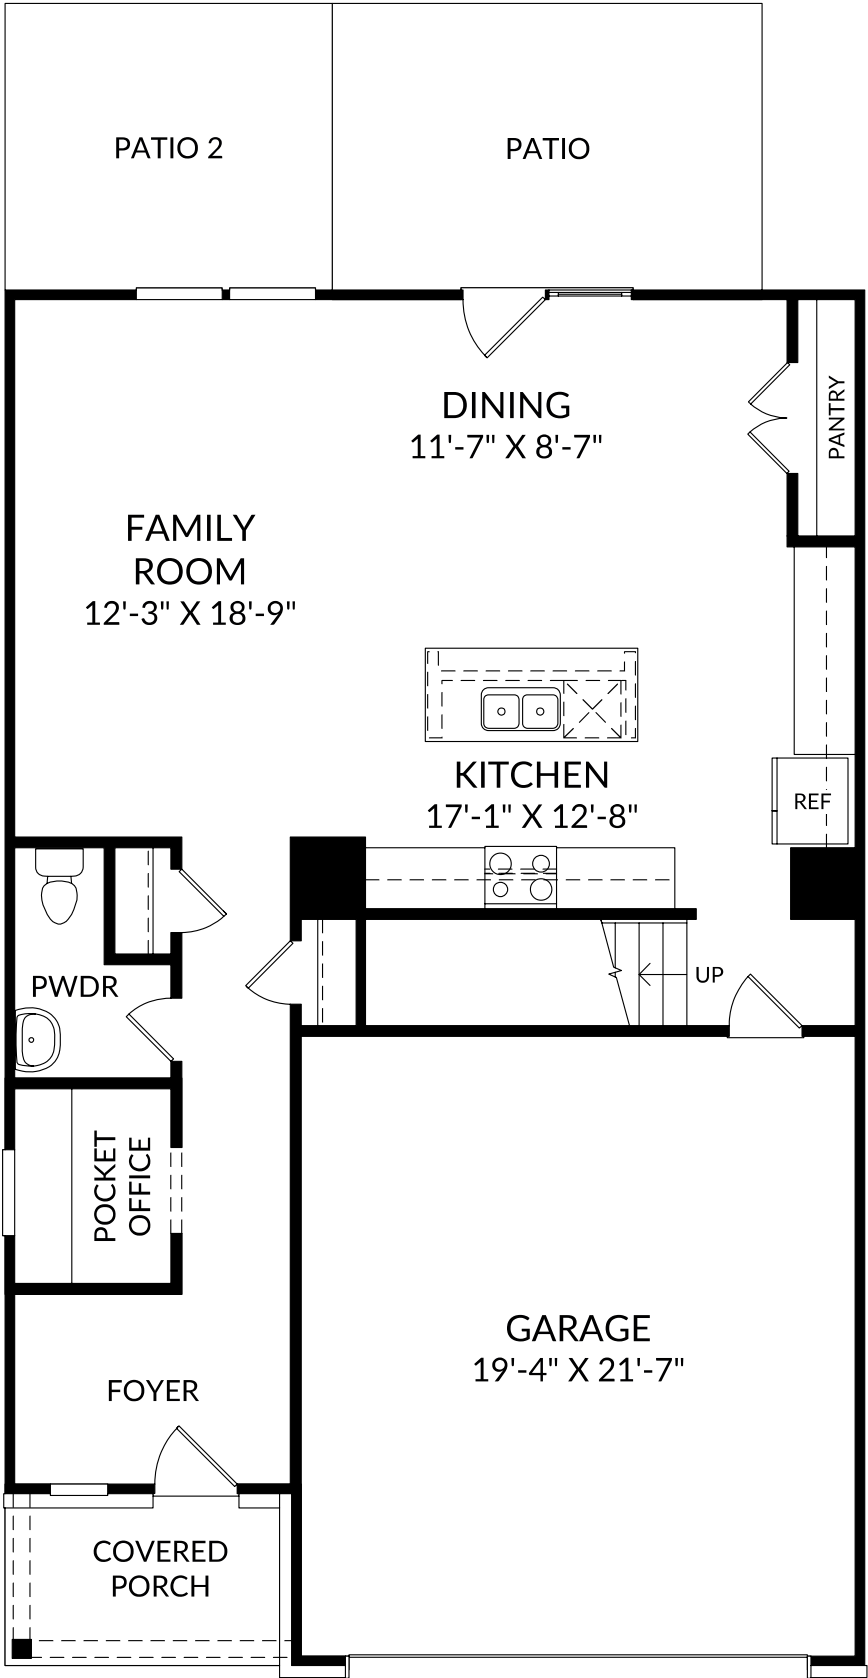 PATIO 2
PATIO
DINING
11'-7" X 8'-7"
PANTRY
FAMILY
ROOM
12'-3" X 18'-9"
KITCHEN
17'-1" X 12'-8"
REF
PWDR
UP
POCKET
OFFICE
GARAGE
19'-4" X 21'-7"
FOYER
COVERED
PORCH